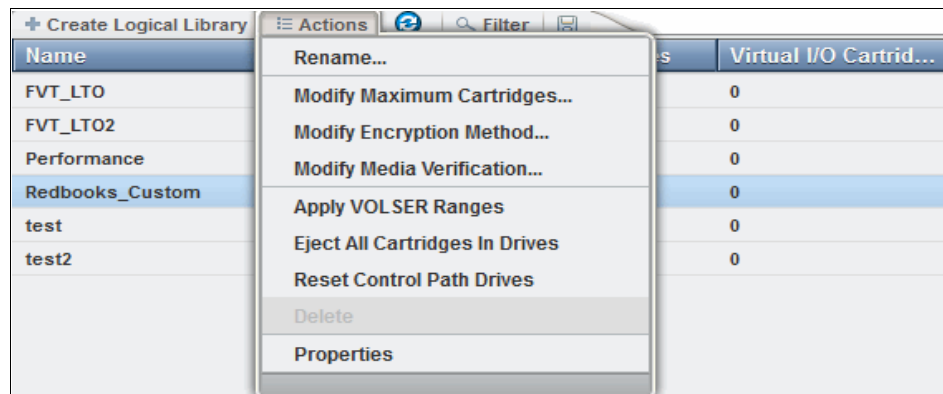 Create Logical Library Actions Filter
Name s Virtual I/O Cartrid...
Rename...
FVT_LTO 0
Modify Maximum Cartridges...
FVT_LTO2 0
Modify Encryption Method...
Performance 0
Modify Media Verification...
Redbooks_Custom 0
Apply VOLSER Ranges
test 0
Eject All Cartridges In Drives
test2 0
Reset Control Path Drives
Delete
Properties